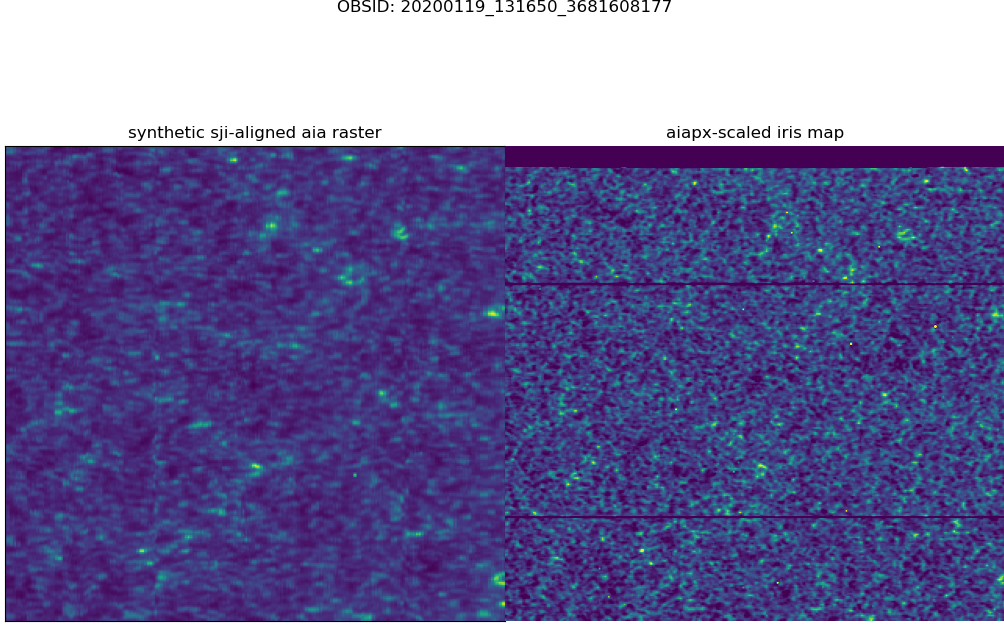 OBSID: 20200119_131650_3681608177
synthetic sji-aligned aia raster
aiapx-scaled iris map